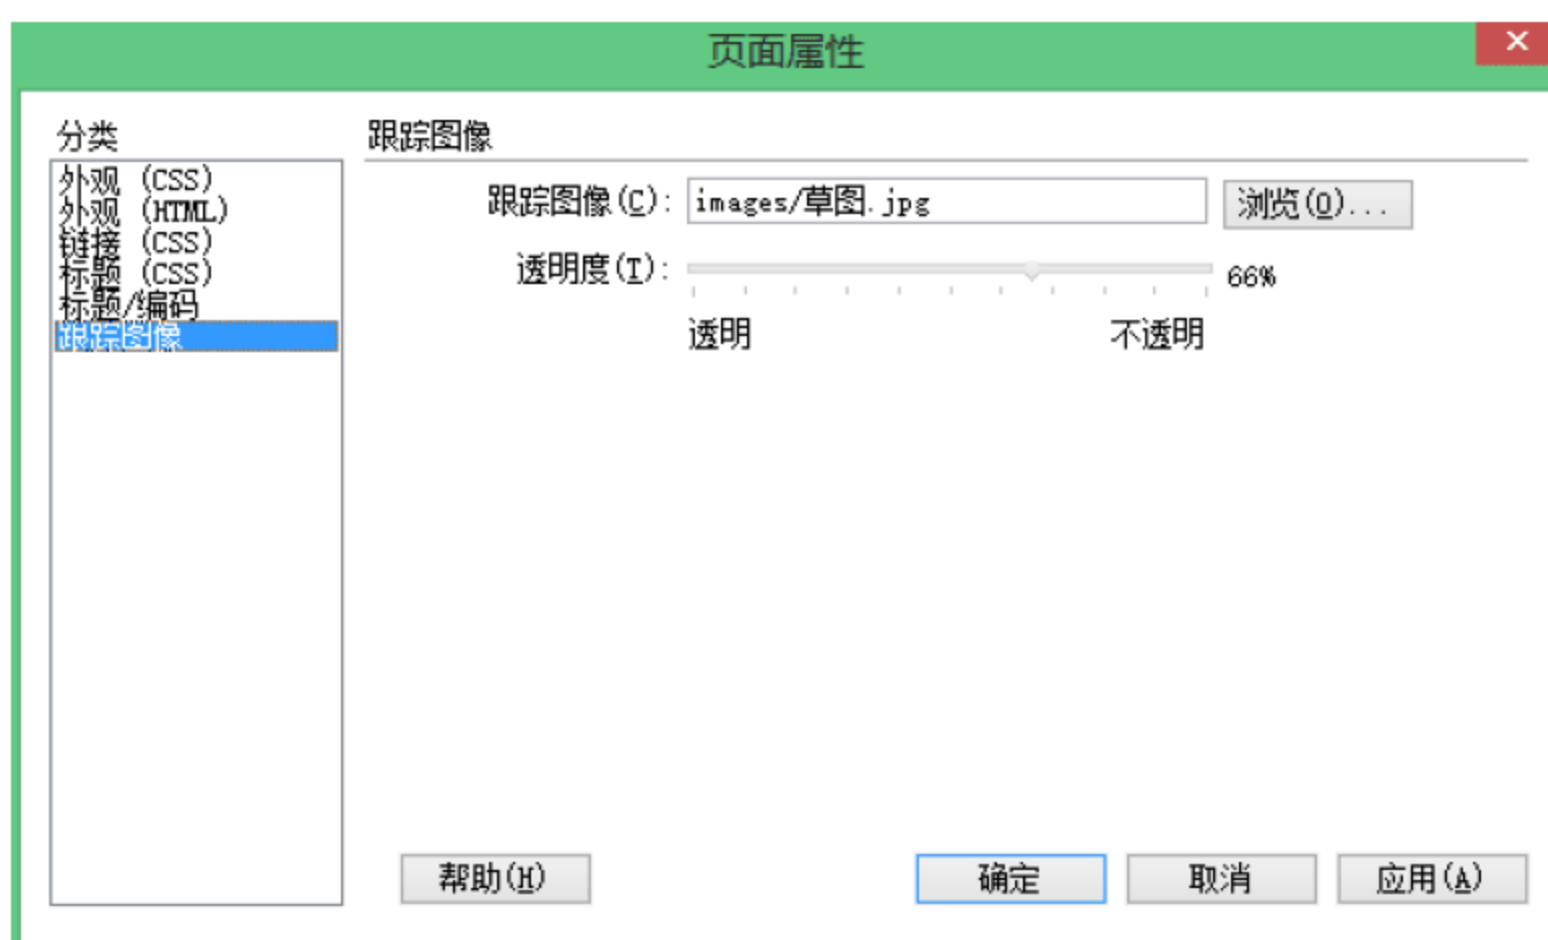 页面属性
分类
外观 (CSS)
外观 (HTML)
链接 (CSS)
标题 (CSS)
标题/编码
跟踪图像
跟踪图像
跟踪图像(C): images/草图.jpg 浏览(O)...
透明度(T): 66%
透明 不透明
帮助(H) 确定 取消 应用(A)